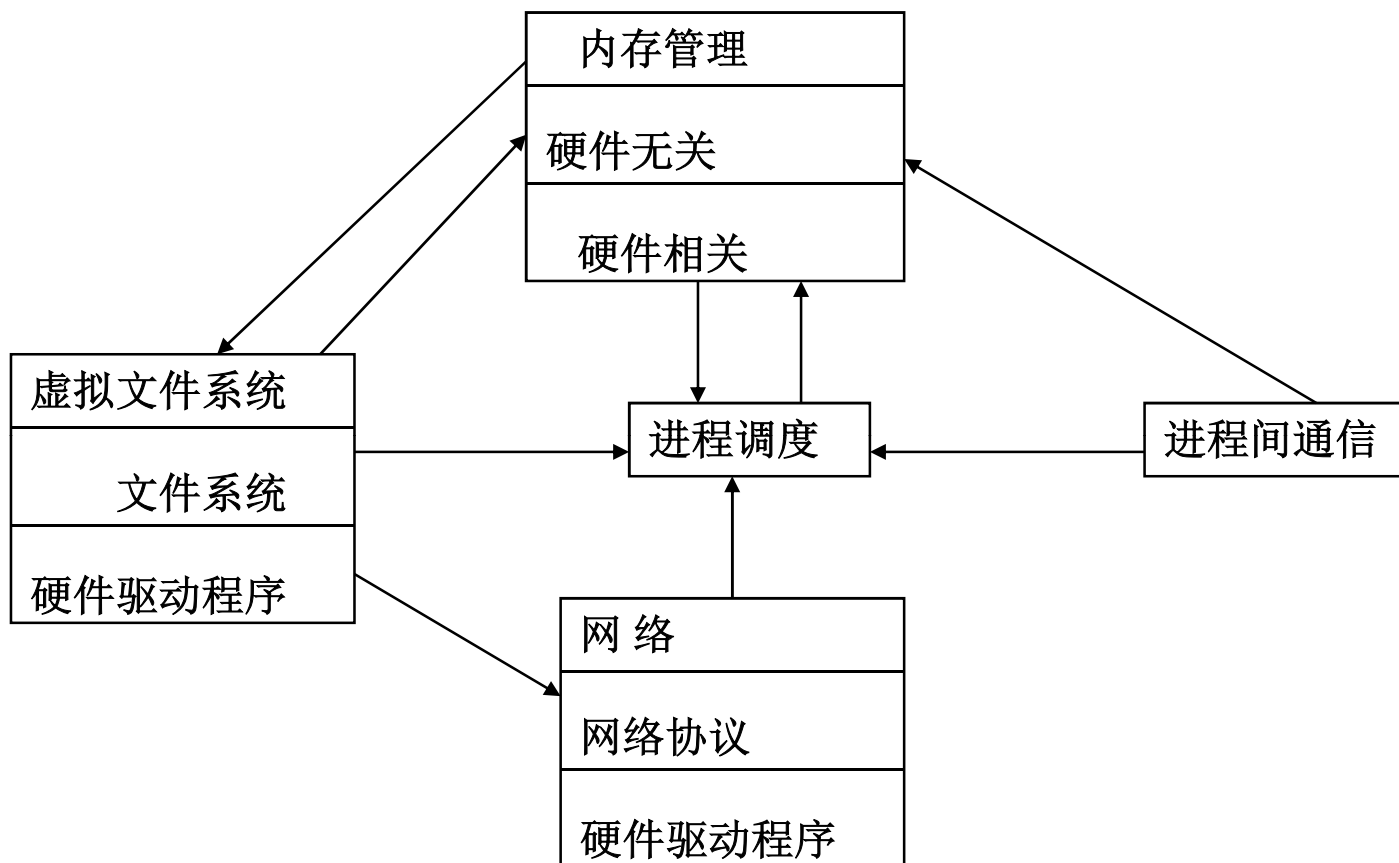 内存管理
硬件无关
硬件相关
虚拟文件系统
文件系统
硬件驱动程序
进程调度
进程间通信
网 络
网络协议
硬件驱动程序